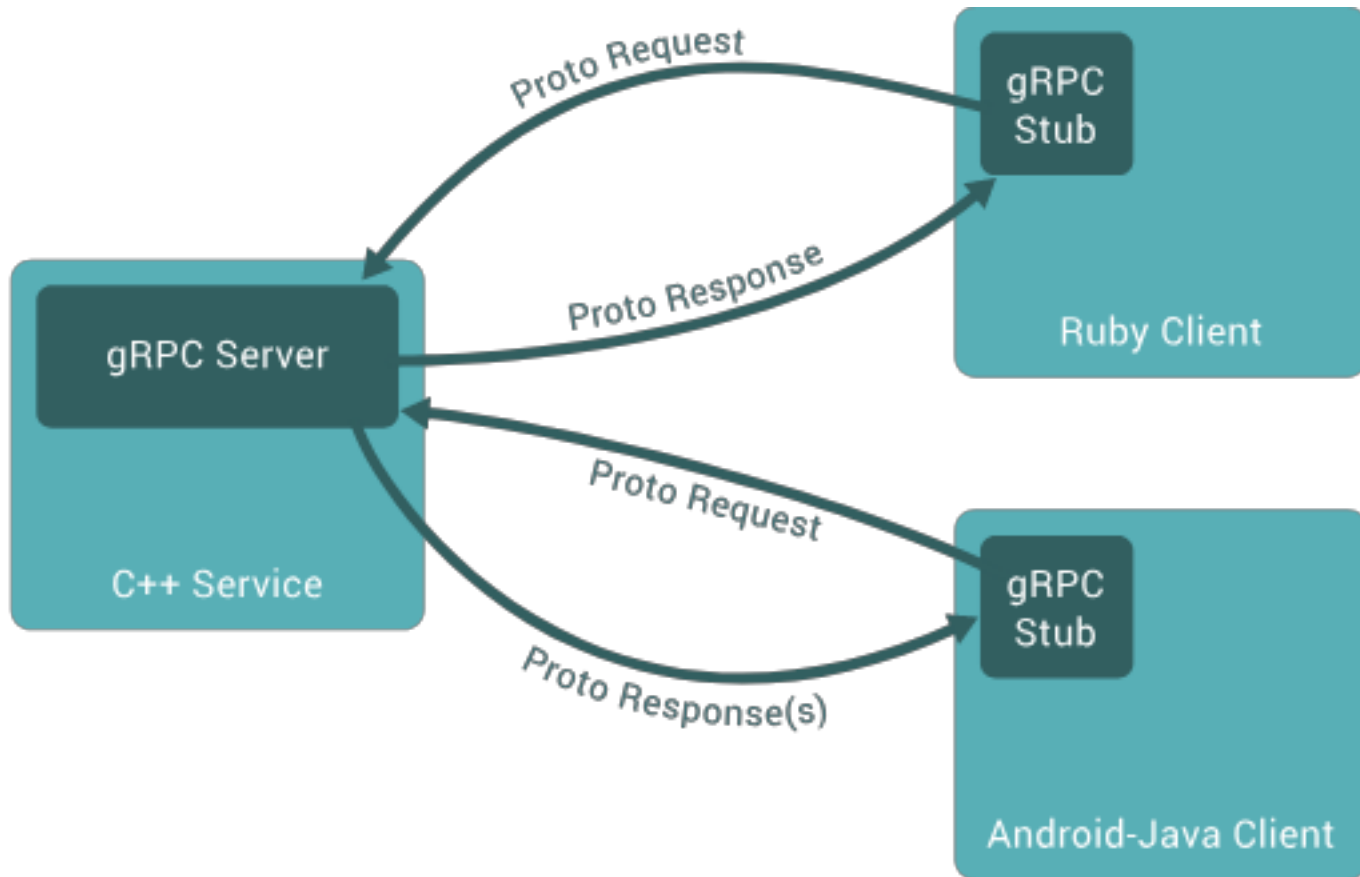 Proto Request
gRPC
Stub
Proto Response
Ruby Client
gRPC Server
C++ Service
Proto Request
gRPC
Stub
Proto Response(s)
Android-Java Client